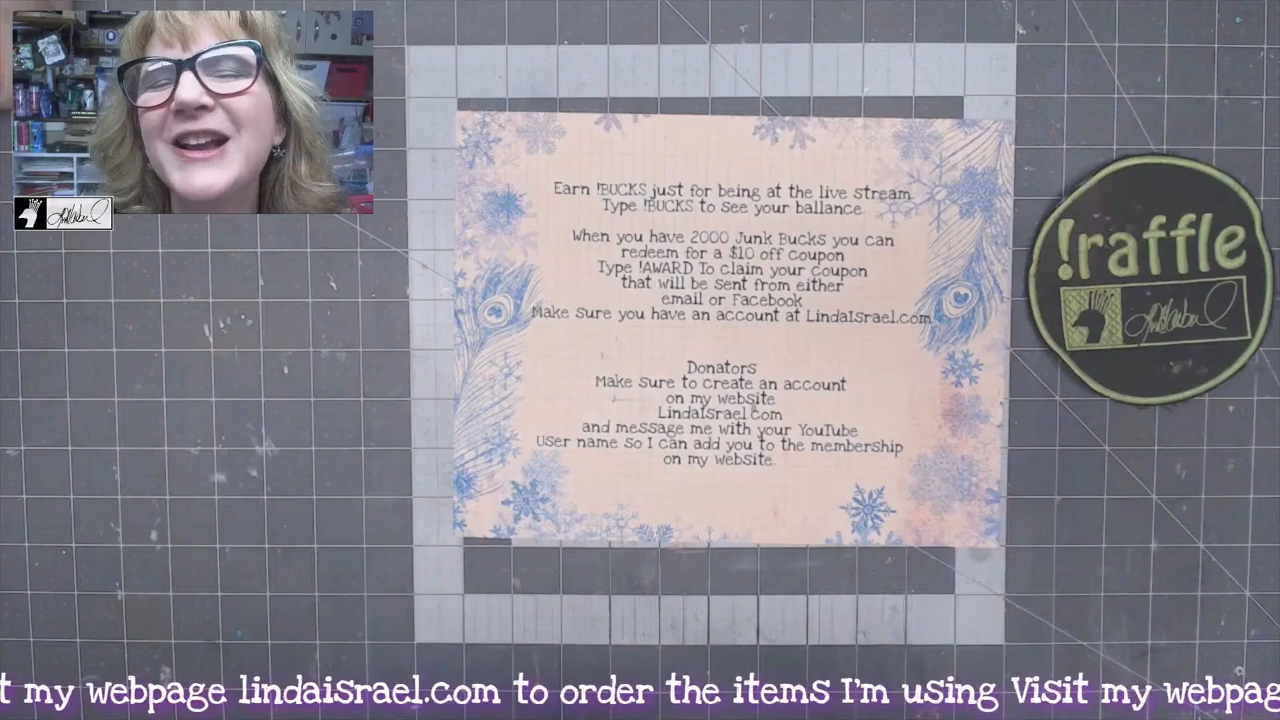 Earn !BUCKS just for being at the live stream
Type !BUCKS to see your ballance.
When you have 2000 Junk Bucks you can
redeem for a $10 off coupon
Type !AWARD To claim your coupon
that will be sent from either
email or Facebook
Make sure you have an account at LindaIsrael.com
Donators
Make sure to create an account
on my website
LindaIsrael.com
and message me with your YouTube
User name so I can add you to the membership
on my website.
!raffle
t my webpage lindaisrael.com to order the items I'm using Visit my webpag